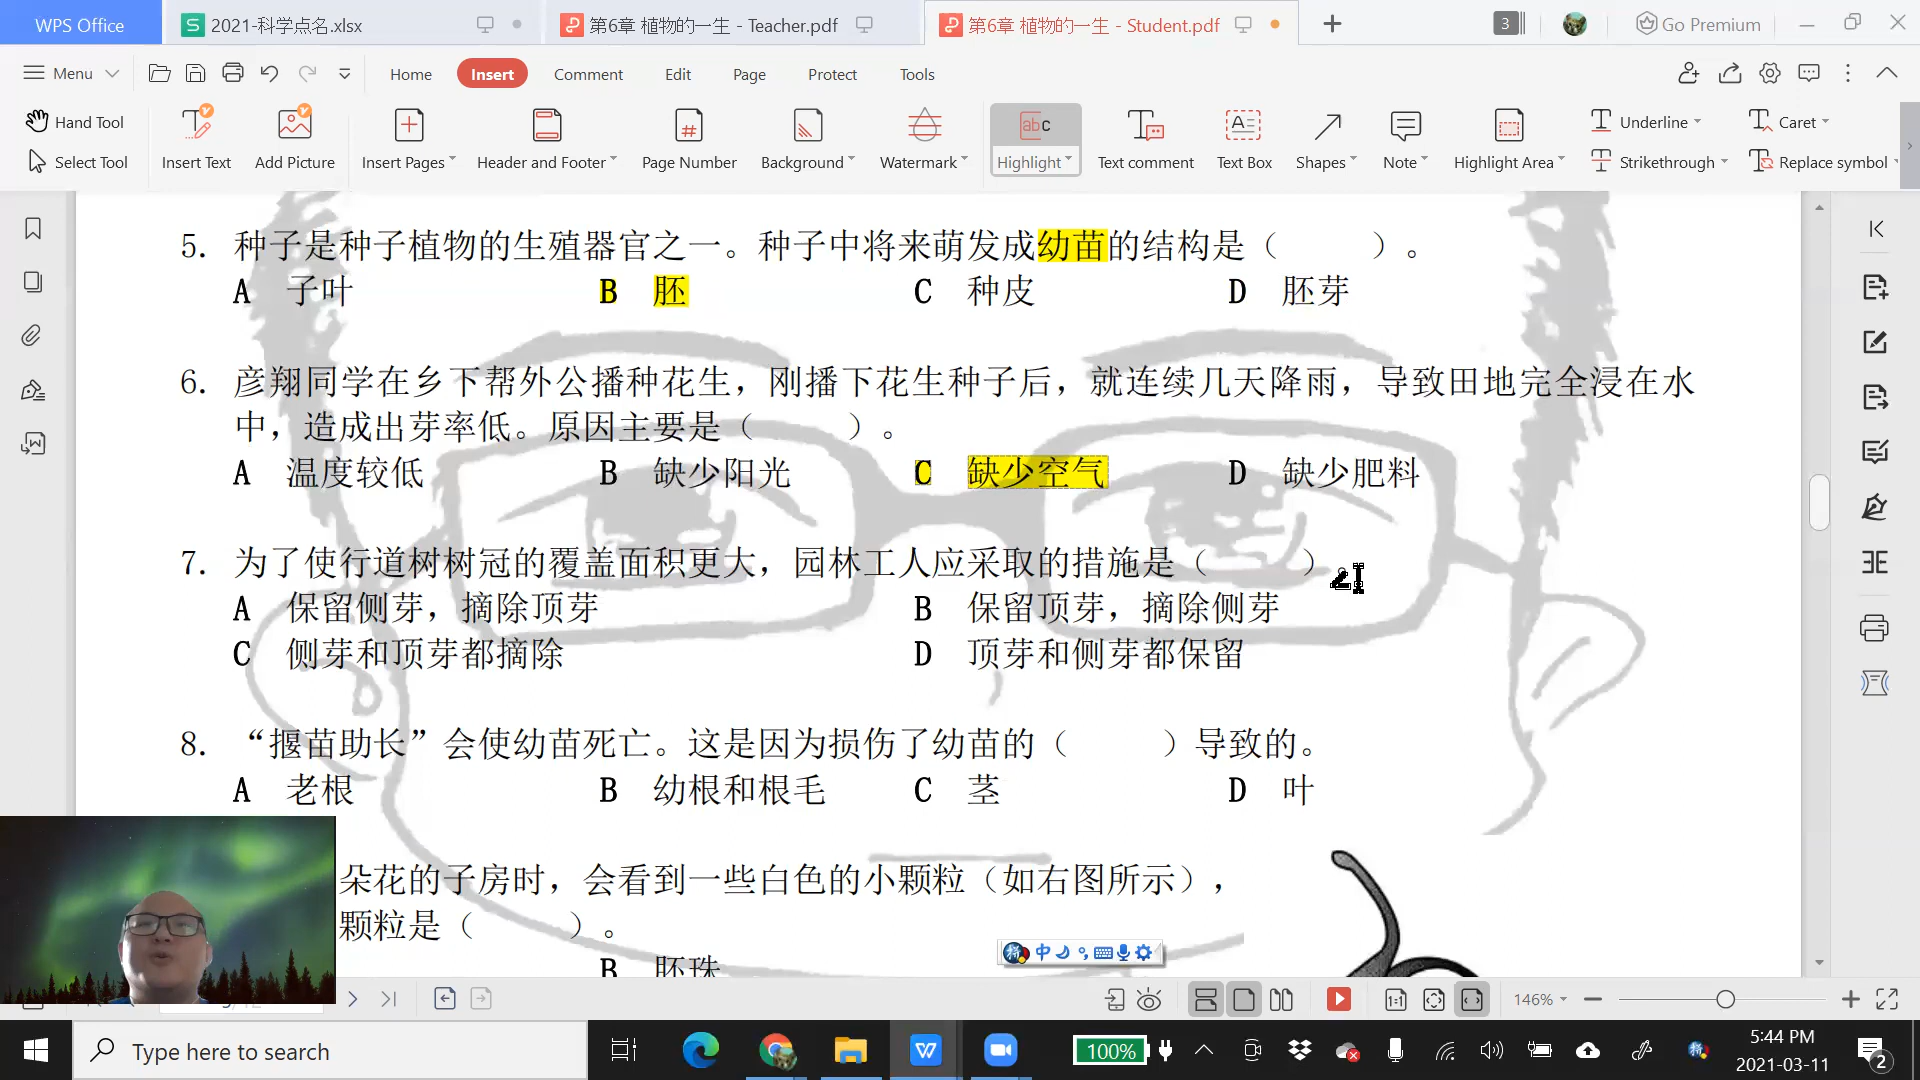 WPS Office
2021-科学点名.xlsx
第6章 植物的一生 - Teacher.pdf
第6章 植物的一生 - Student.pdf
3
Go Premium
Menu
Home
Insert
Comment
Edit
Page
Protect
Tools
Hand Tool
Select Tool
Insert Text
Add Picture
Insert Pages
Header and Footer
Page Number
Background
Watermark
Highlight
Text comment
Text Box
Shapes
Note
Highlight Area
Underline
Strikethrough
Caret
Replace symbol
5. 种子是种子植物的生殖器官之一。种子中将来萌发成幼苗的结构是（ ）。
A 子叶 B 胚 C 种皮 D 胚芽
6. 彦翔同学在乡下帮外公播种花生，刚播下花生种子后，就连续几天降雨，导致田地完全浸在水
中，造成出芽率低。原因主要是（ ）。
A 温度较低 B 缺少阳光 C 缺少空气 D 缺少肥料
7. 为了使行道树树冠的覆盖面积更大，园林工人应采取的措施是（ ）
A 保留侧芽，摘除顶芽 B 保留顶芽，摘除侧芽
C 侧芽和顶芽都摘除 D 顶芽和侧芽都保留
8. “揠苗助长”会使幼苗死亡。这是因为损伤了幼苗的（ ）导致的。
A 老根 B 幼根和根毛 C 茎 D 叶
朵花的子房时，会看到一些白色的小颗粒（如右图所示），
颗粒是（ ）。
B 胚珠
中
146%
Type here to search
100%
5:44 PM
2021-03-11
2